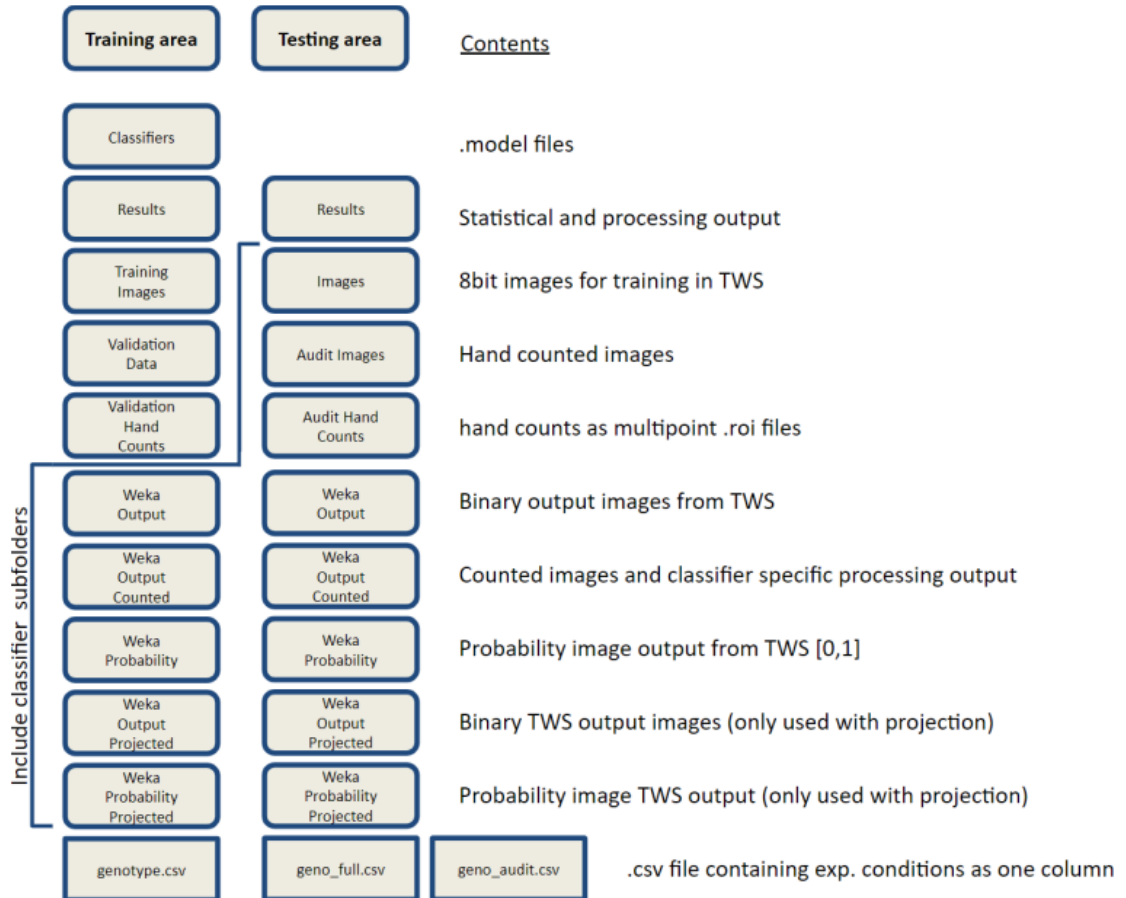 Training area
Testing area
Contents
Classifiers
.model files
Results
Results
Statistical and processing output
Training
Images
Images
8bit images for training in TWS
Validation
Data
Audit Images
Hand counted images
Validation
Hand
Counts
Audit Hand
Counts
hand counts as multipoint .roi files
Include classifier subfolders
Weka
Output
Weka
Output
Binary output images from TWS
Weka
Output
Counted
Weka
Output
Counted
Counted images and classifier specific processing output
Weka
Probability
Weka
Probability
Probability image output from TWS [0,1]
Weka
Output
Projected
Weka
Output
Projected
Binary TWS output images (only used with projection)
Weka
Probability
Projected
Weka
Probability
Projected
Probability image TWS output (only used with projection)
genotype.csv
geno_full.csv
geno_audit.csv
.csv file containing exp. conditions as one column